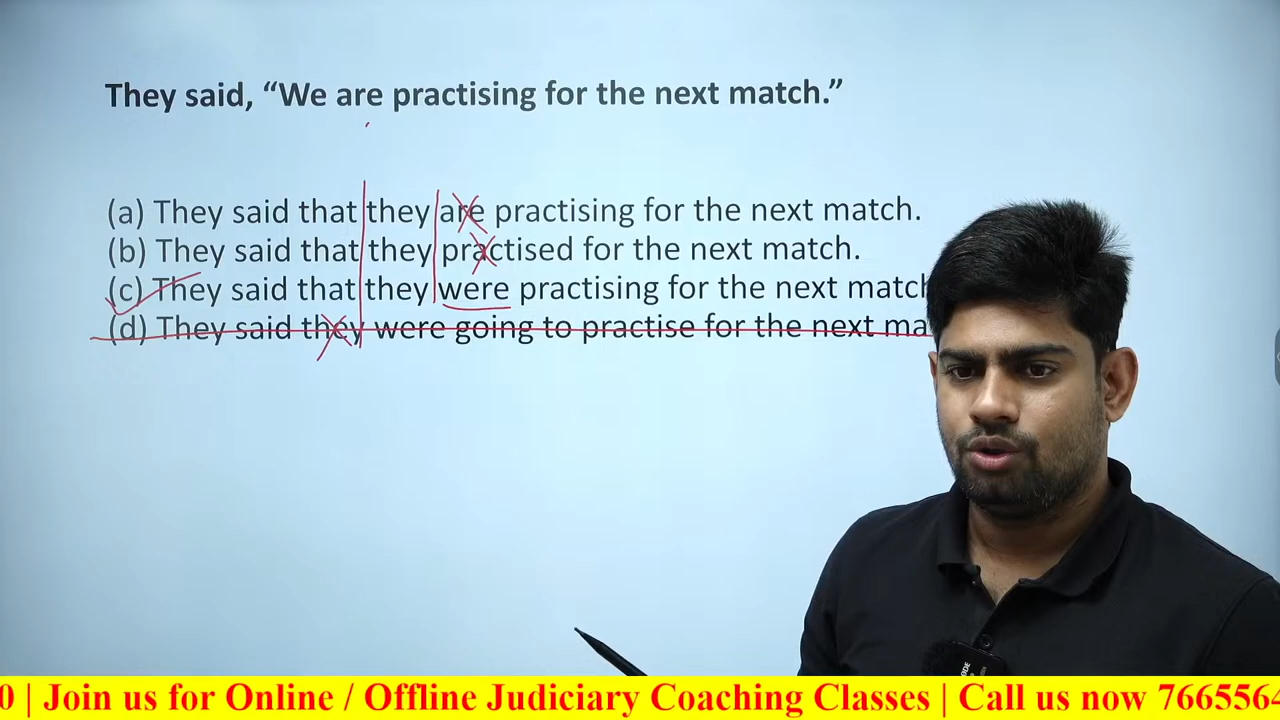 They said, “We are practising for the next match.”
(a) They said that they are practising for the next match.
(b) They said that they practised for the next match.
(c) They said that they were practising for the next match
(d) They said they were going to practise for the next ma
0 | Join us for Online / Offline Judiciary Coaching Classes | Call us now 7665564